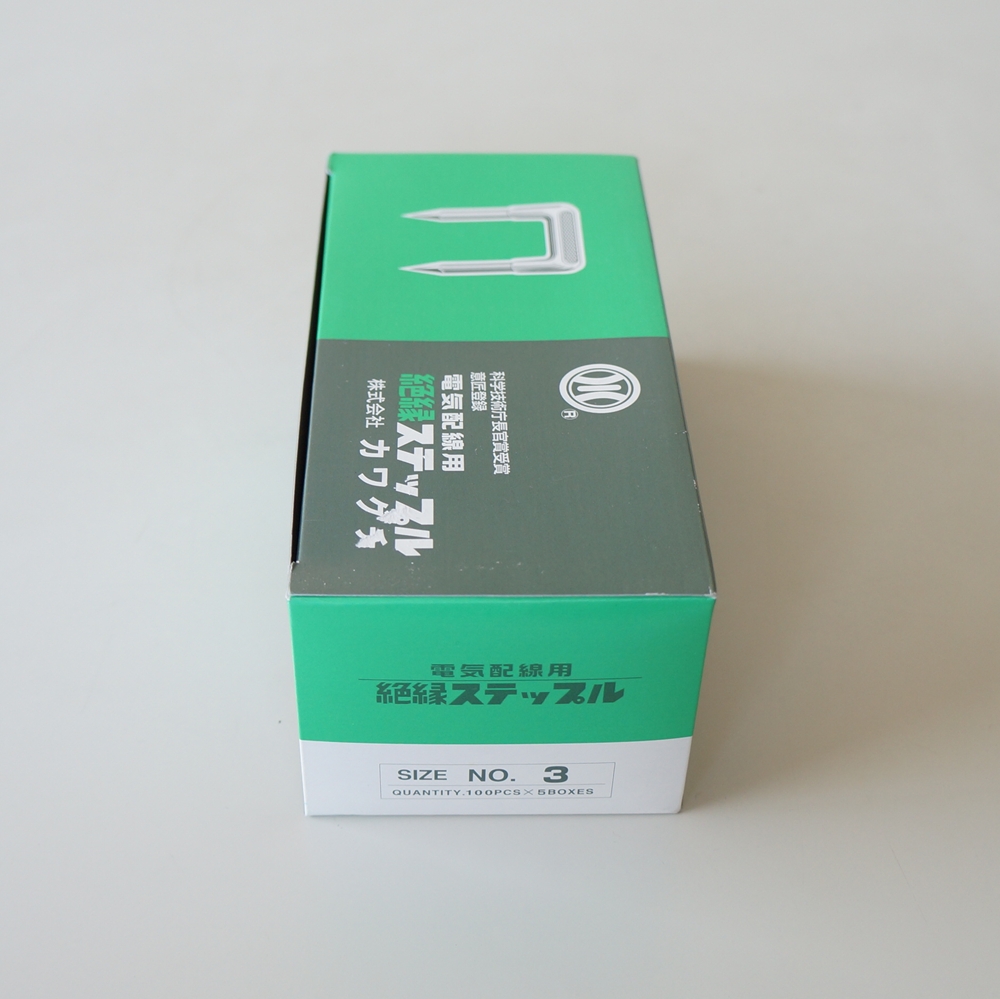 科学技術庁長官賞受賞
意匠登録
電気配線用
絶縁ステップル
株式会社 カワグチ
R
電気配線用
絶縁ステップル
SIZE NO. 3
QUANTITY.100PCS×5BOXES